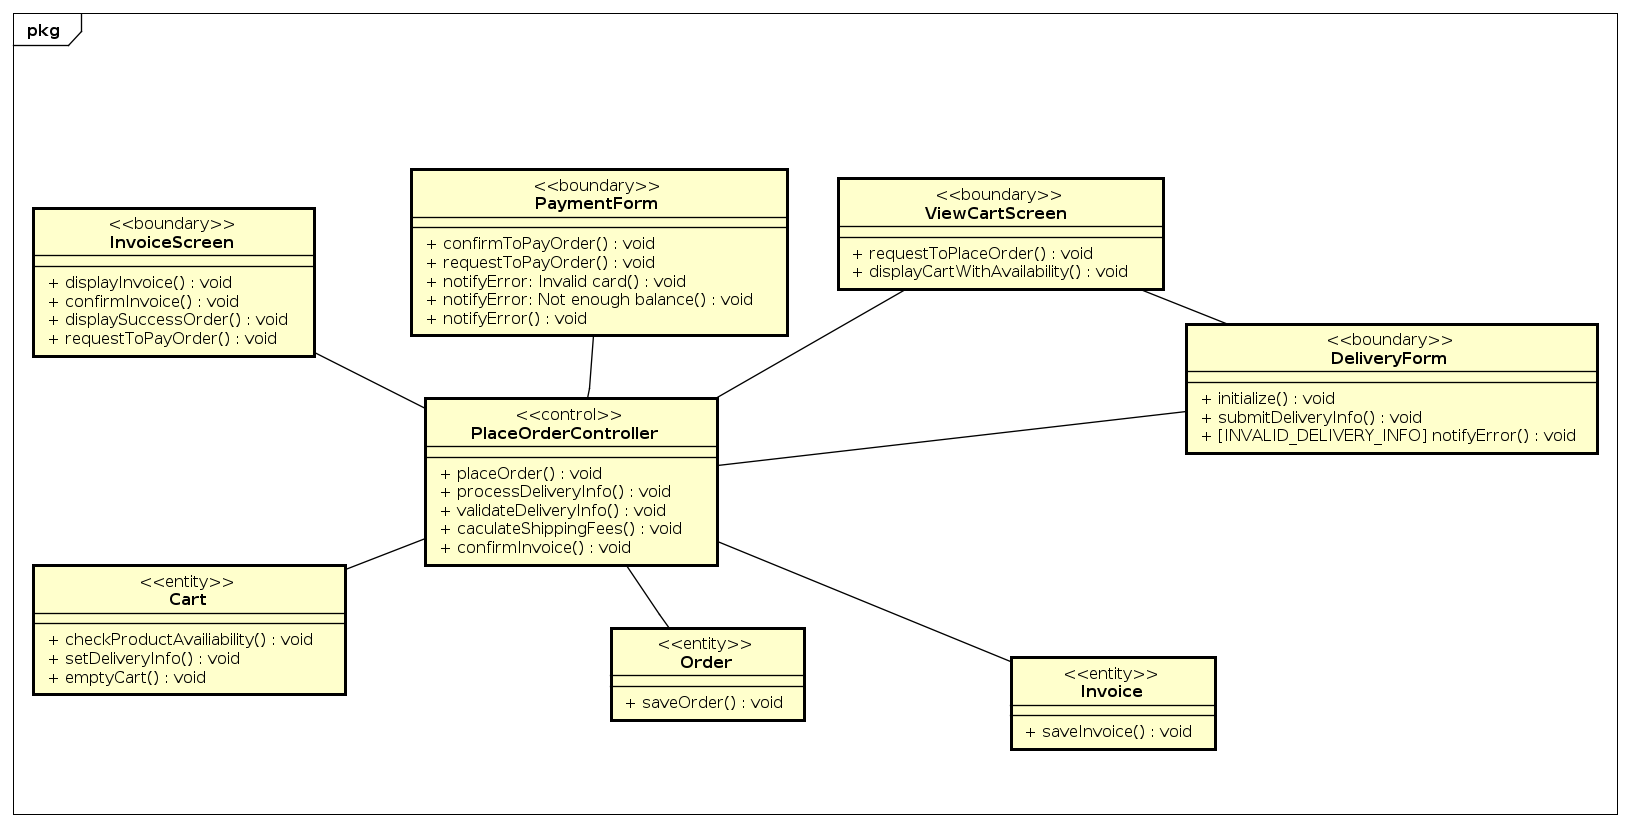 pkg
<<boundary>>
InvoiceScreen
+ displayInvoice() : void
+ confirmInvoice() : void
+ displaySuccessOrder() : void
+ requestToPayOrder() : void
<<boundary>>
PaymentForm
+ confirmToPayOrder() : void
+ requestToPayOrder() : void
+ notifyError: Invalid card() : void
+ notifyError: Not enough balance() : void
+ notifyError() : void
<<boundary>>
ViewCartScreen
+ requestToPlaceOrder() : void
+ displayCartWithAvailability() : void
<<boundary>>
DeliveryForm
+ initialize() : void
+ submitDeliveryInfo() : void
+ [INVALID_DELIVERY_INFO] notifyError() : void
<<control>>
PlaceOrderController
+ placeOrder() : void
+ processDeliveryInfo() : void
+ validateDeliveryInfo() : void
+ caculateShippingFees() : void
+ confirmInvoice() : void
<<entity>>
Cart
+ checkProductAvailiability() : void
+ setDeliveryInfo() : void
+ emptyCart() : void
<<entity>>
Order
+ saveOrder() : void
<<entity>>
Invoice
+ saveInvoice() : void